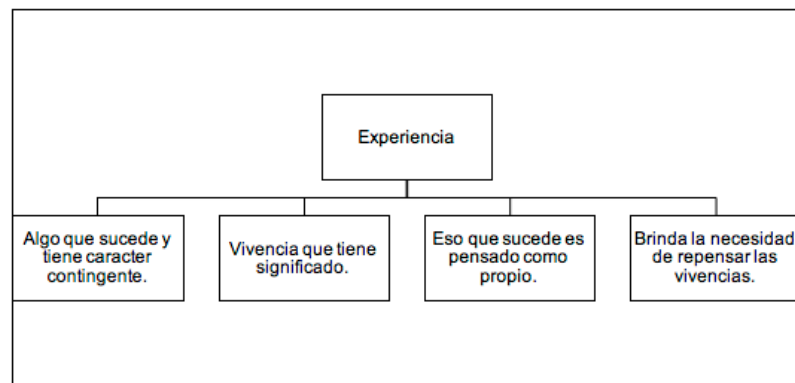 Experiencia
Algo que sucede y
tiene caracter
contingente.
Vivencia que tiene
significado.
Eso que sucede es
pensado como
propio.
Brinda la necesidad
de repensar las
vivencias.